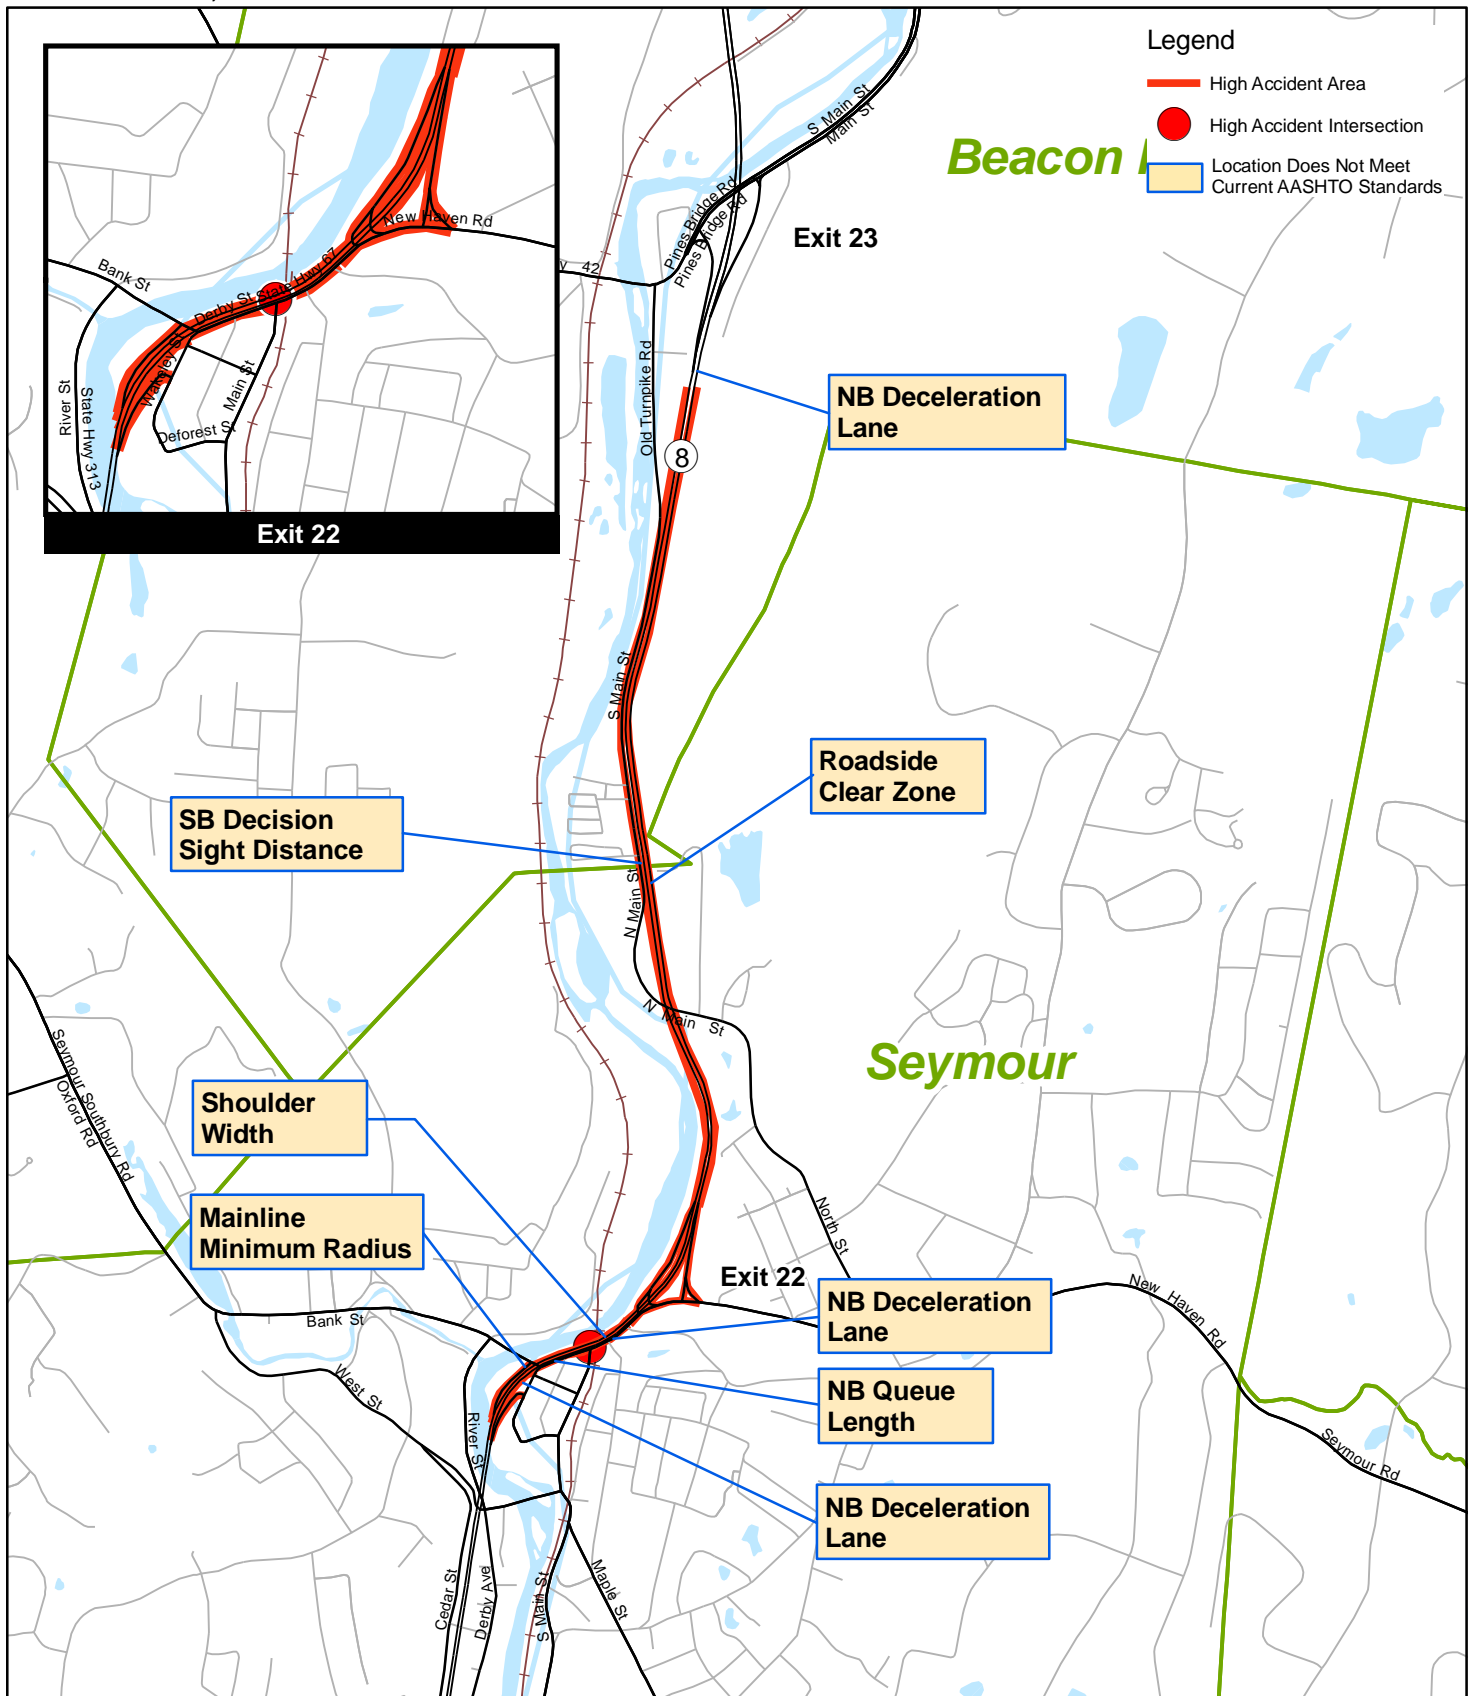 Legend
High Accident Area
High Accident Intersection
Location Does Not Meet
Current AASHTO Standards
Beacon
Exit 23
S Main St
Main St
Pines Bridge Rd
Pines Bridge Rd
42
Old Turnpike Rd
8
New Haven Rd
Bank St
Derby St
State Hwy 67
Wakeley St
Main St
River St
State Hwy 313
Deforest St
Exit 22
NB Deceleration
Lane
S Main St
Roadside
Clear Zone
SB Decision
Sight Distance
N Main St
N Main St
Seymour
Seymour Southbury Rd
Oxford Rd
Shoulder
Width
Mainline
Minimum Radius
North St
Exit 22
NB Deceleration
Lane
New Haven Rd
Bank St
West St
NB Queue
Length
River St
Seymour Rd
NB Deceleration
Lane
Cedar St
Derby Ave
S Main St
Maple St